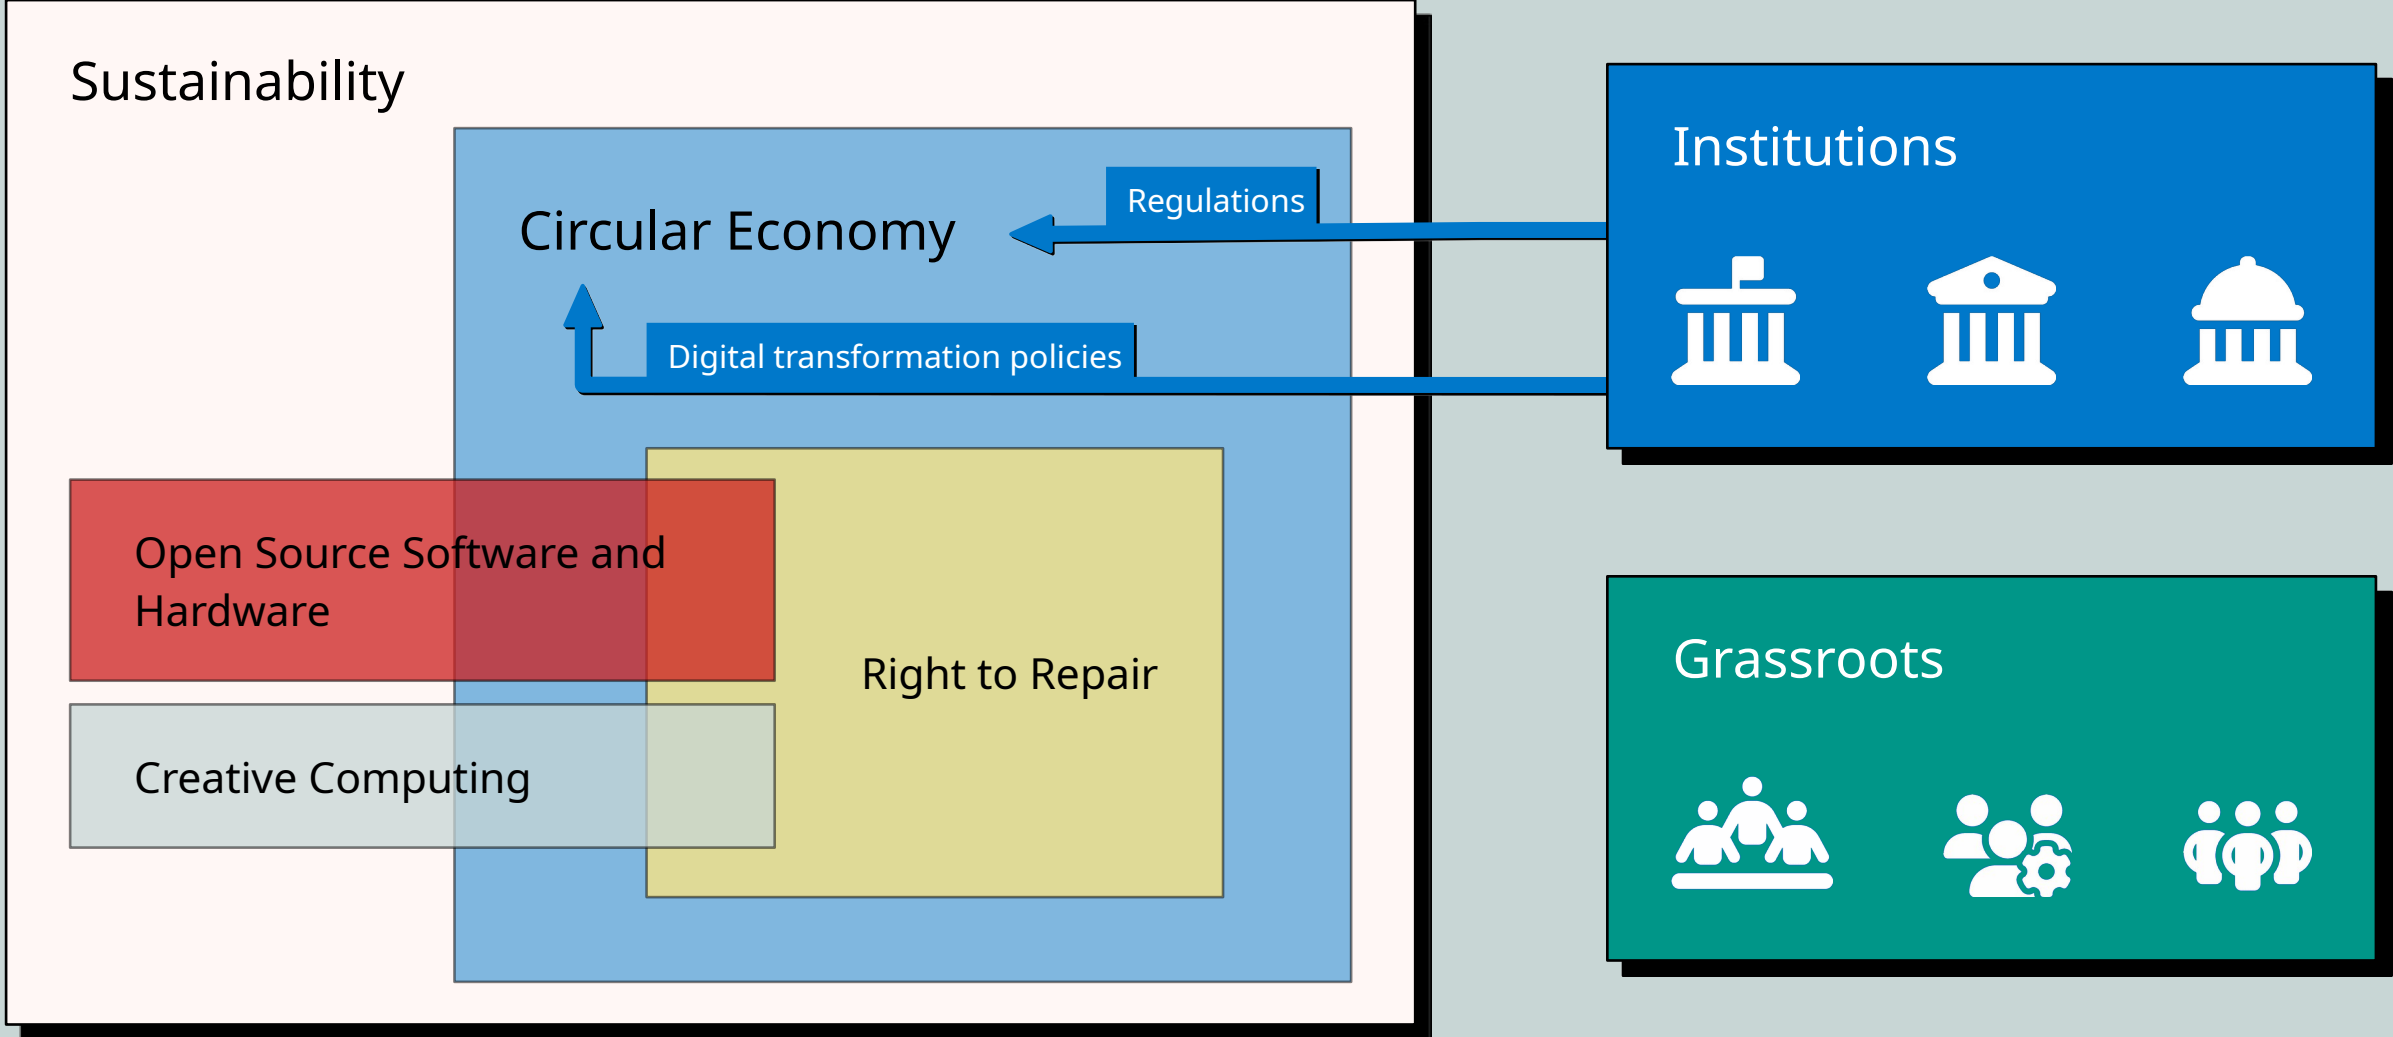 Sustainability
Circular Economy
Regulations
Digital transformation policies
Open Source Software and
Hardware
Right to Repair
Creative Computing
Institutions
Grassroots